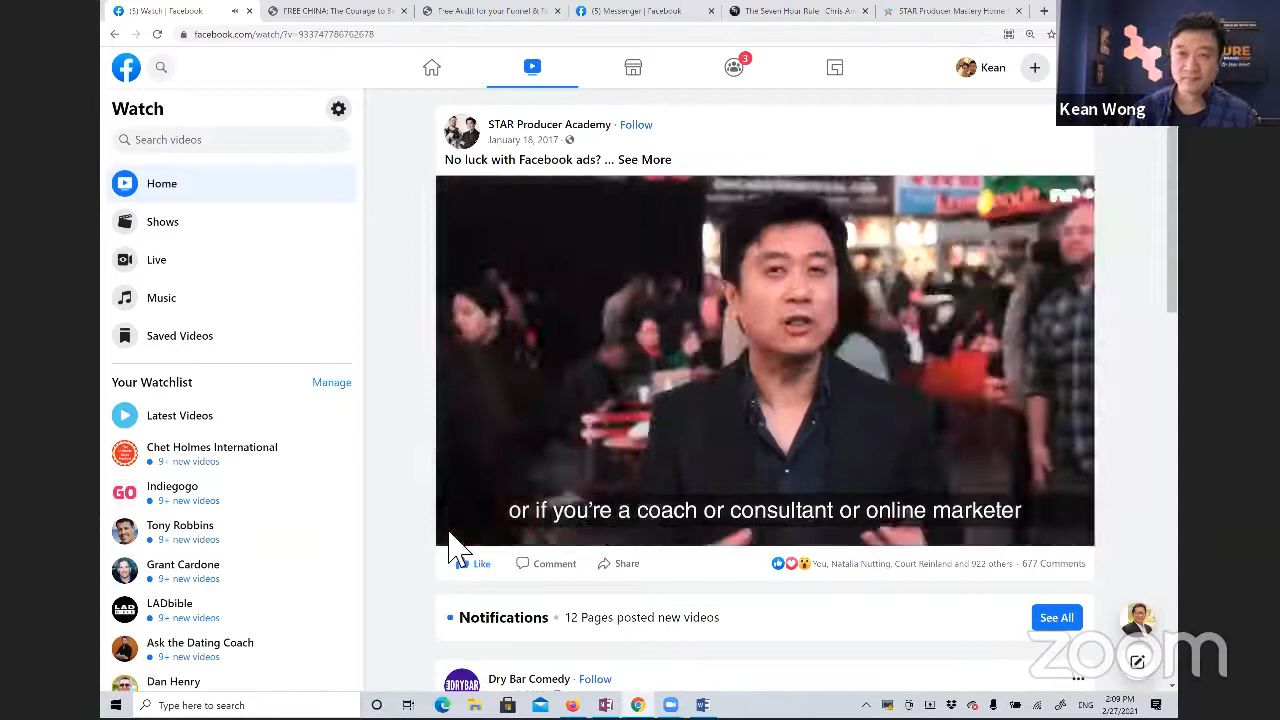 (5) Watch | Facebook
FREE CHINA: The Courage to Be
Free Audit for your Funnel & F
(5) Messenger | Facebook
The Seven Hour Rule - Chris An
STAR Producer Mastery Home
facebook.com/watch/?v=933747786762678
3
Kean
Kean Wong
Watch
Search videos
Home
Shows
Live
Music
Saved Videos
Your Watchlist
Manage
Latest Videos
Chet Holmes International
9+ new videos
GO
Indiegogo
9+ new videos
Tony Robbins
9+ new videos
Grant Cardone
9+ new videos
LADbible
9+ new videos
Ask the Dating Coach
9+ new videos
Dan Henry
STAR Producer Academy · Follow
January 18, 2017 ·
No luck with Facebook ads? ... See More
or if you're a coach or consultant or online marketer
Like
Comment
Share
You, Natalia Nutting, Court Reinland and 922 others · 677 Comments
Notifications • 12 Pages posted new videos
See All
DRYBAR
Dry Bar Comedy · Follow
zoom
Type here to search
ENG
2:09 PM
2/27/2021